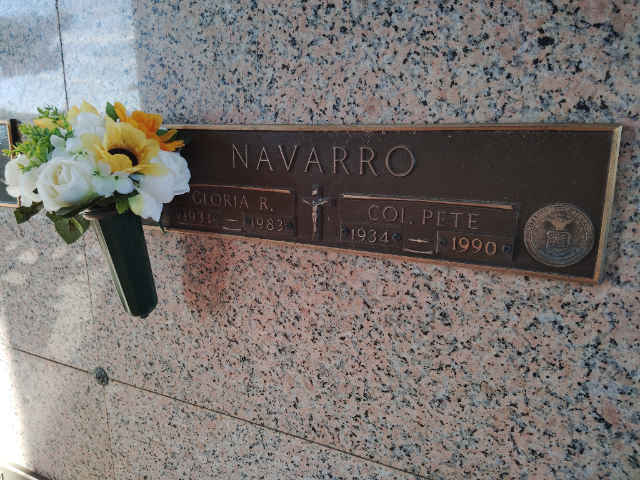 NAVARRO
GLORIA R.
1931 – 1983
COL. PETE
1934 – 1990